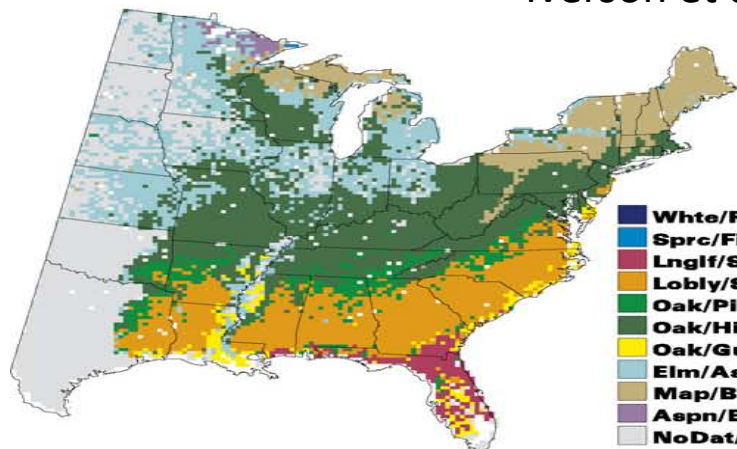 Whte/
Sprc/Fi
Lnglf/S
Lobly/S
Oak/Pi
Oak/Hi
Oak/Gu
Elm/As
Map/B
Aspn/
NoDat/